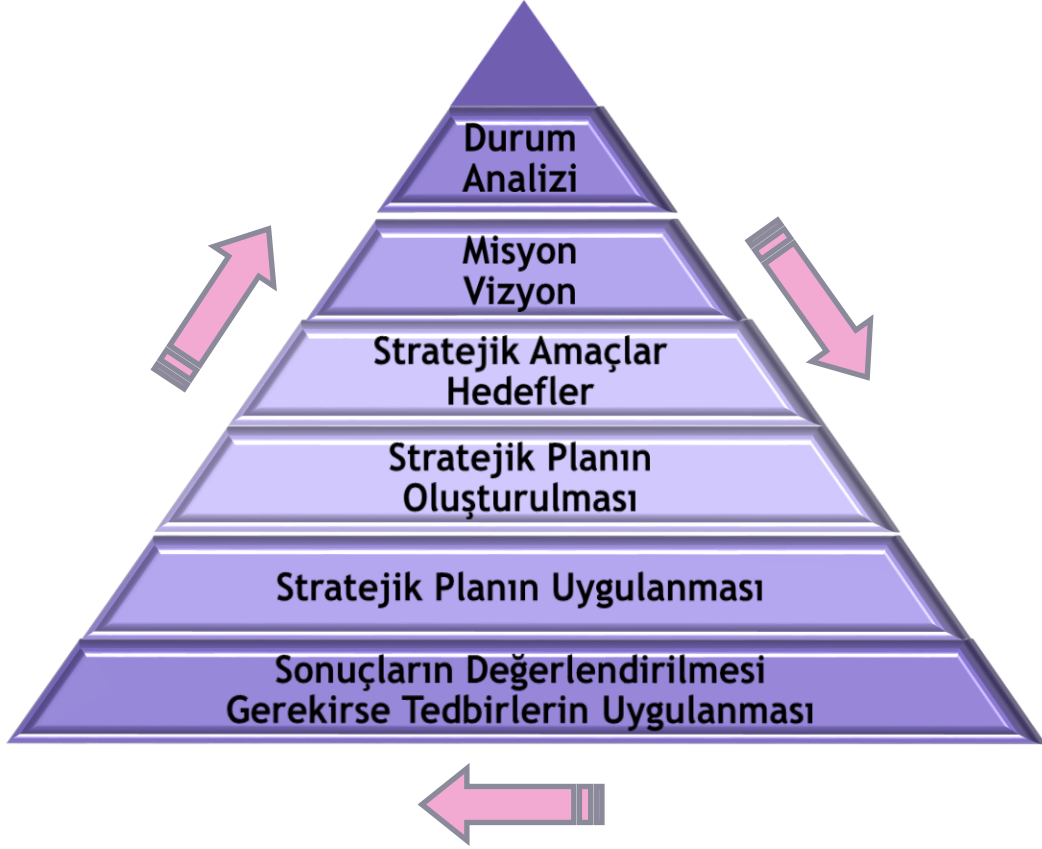 Durum
Analizi
Misyon
Vizyon
Stratejik Amaçlar
Hedefler
Stratejik Planın
Oluşturulması
Stratejik Planın Uygulanması
Sonuçların Değerlendirilmesi
Gerekirse Tedbirlerin Uygulanması